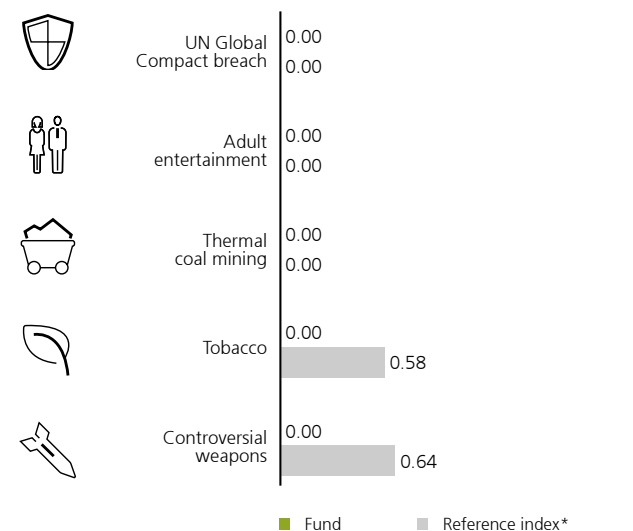 UN Global
Compact breach
0.00
0.00
Adult
entertainment
0.00
0.00
Thermal
coal mining
0.00
0.00
Tobacco
0.00
0.58
Controversial
weapons
0.00
0.64
Fund
Reference index*